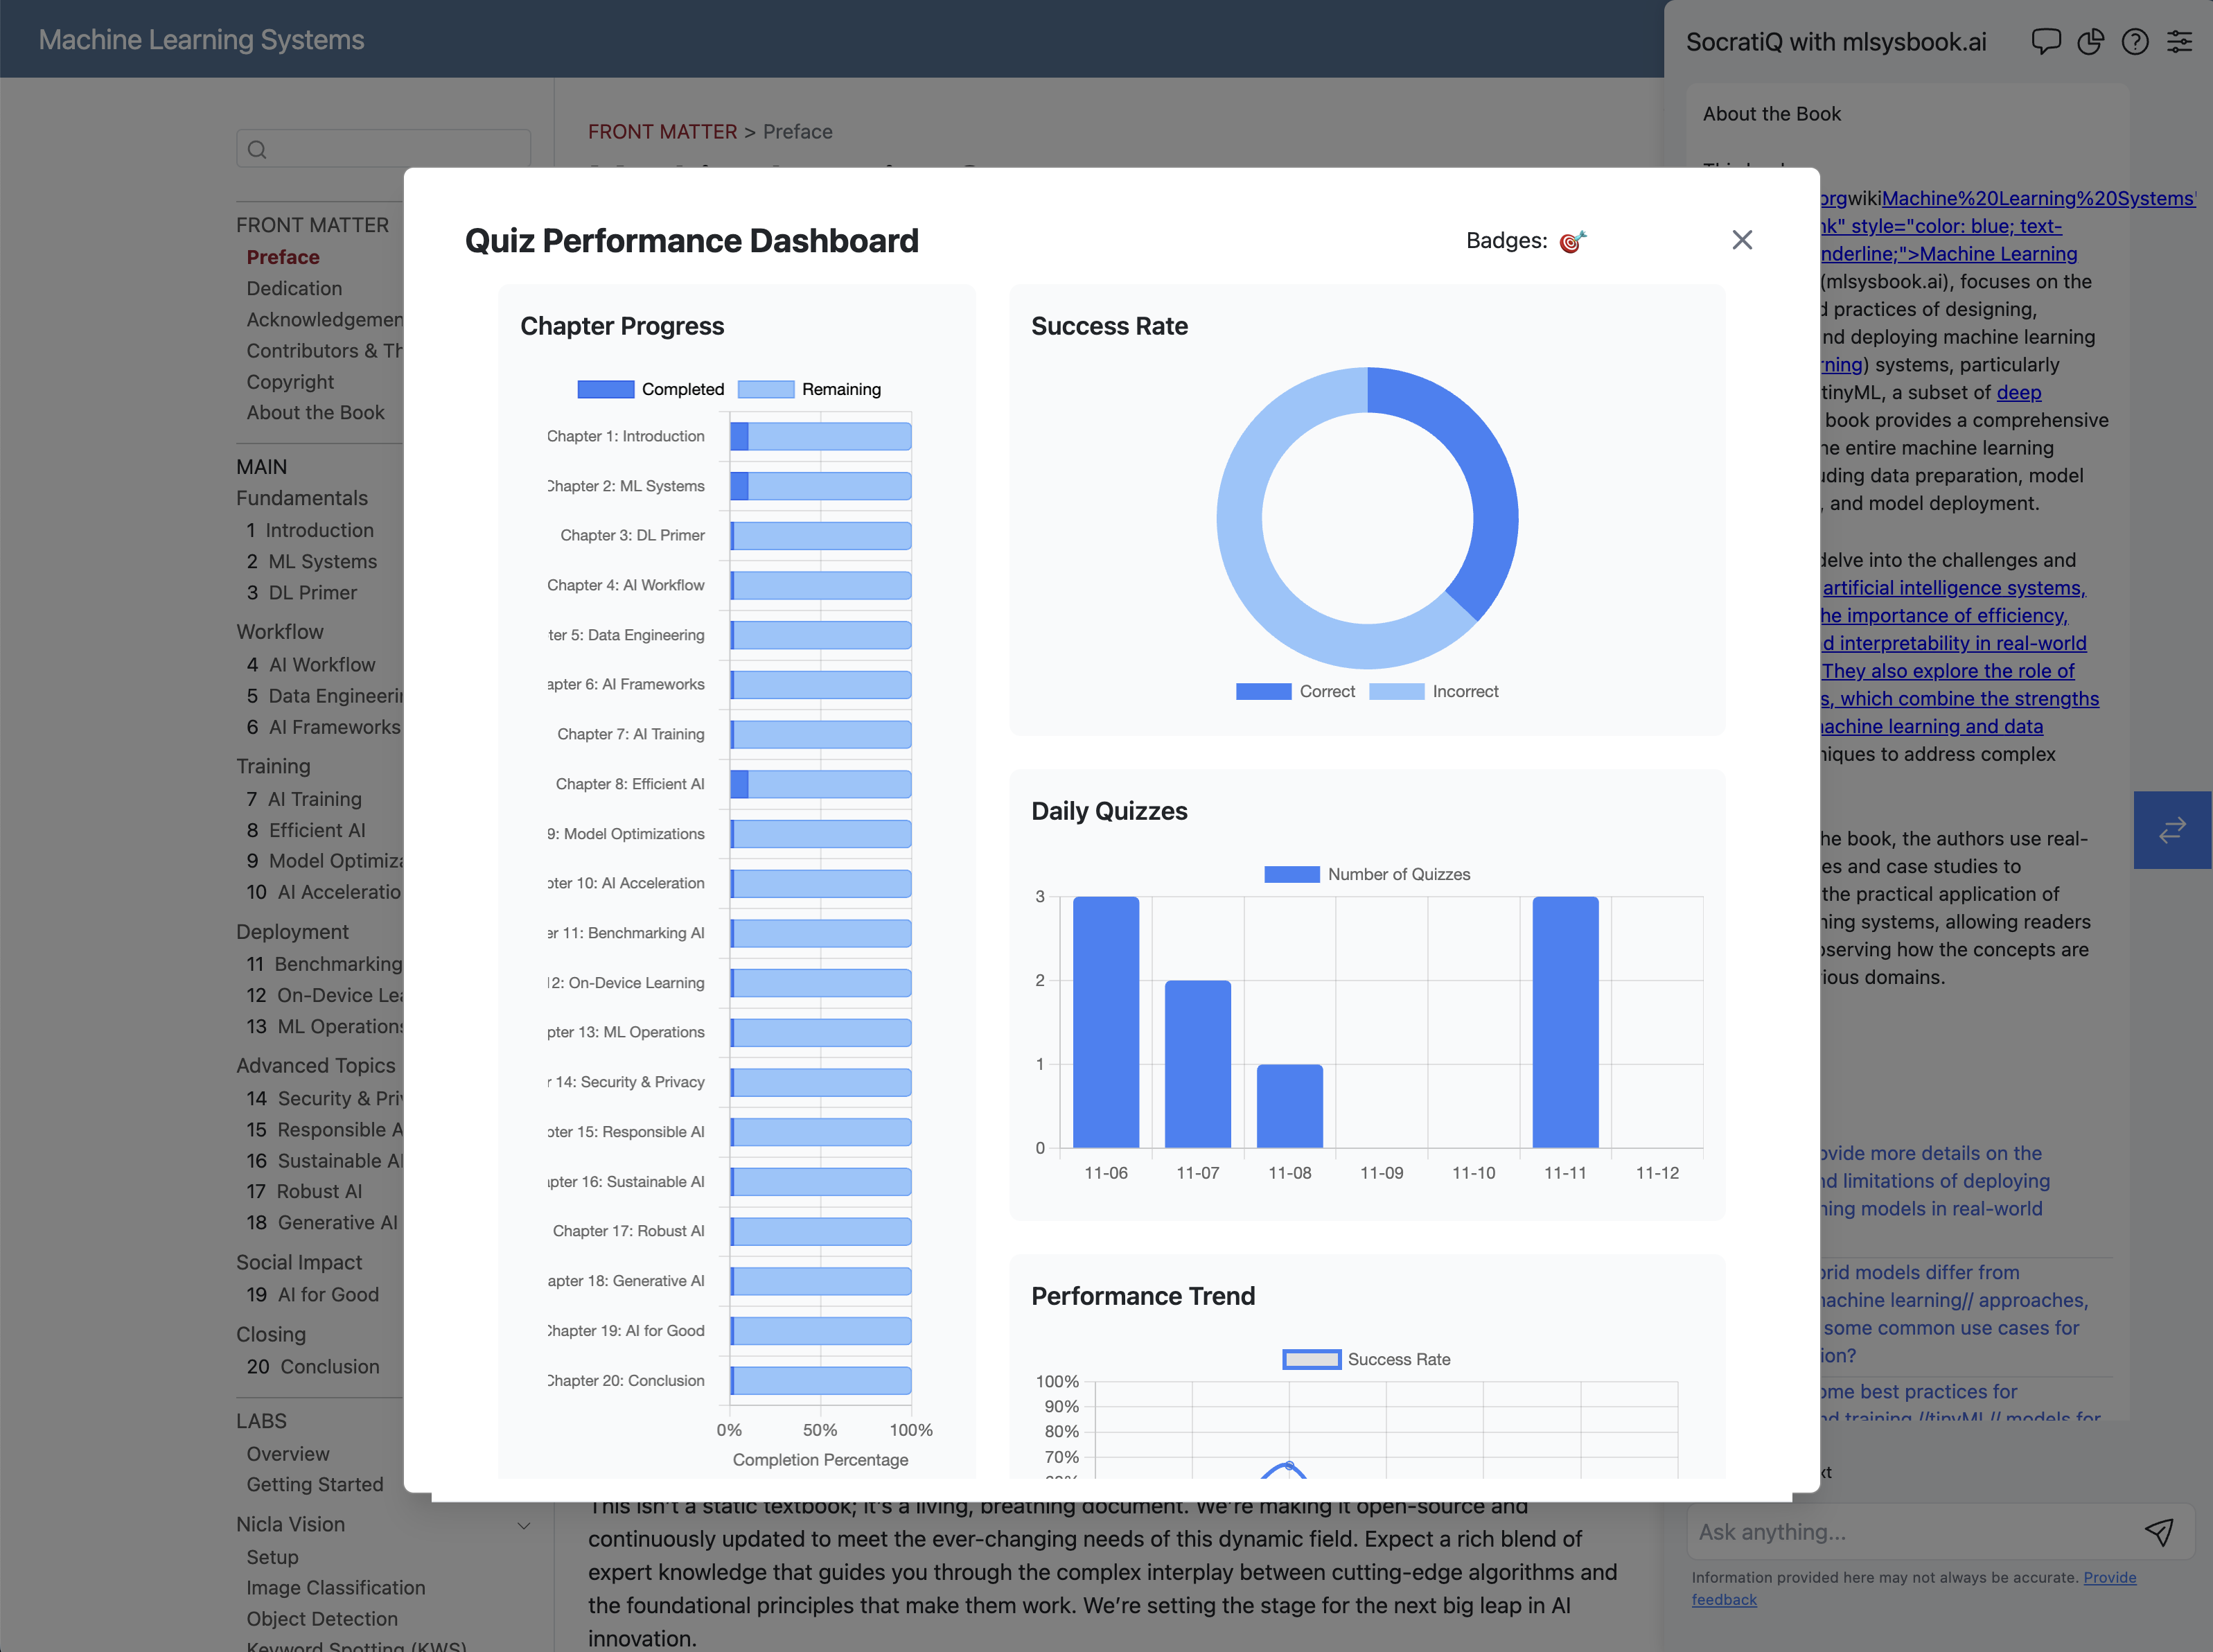 Machine Learning Systems
FRONT MATTER
Preface
Dedication
Acknowledgemen
Contributors & Th
Copyright
About the Book
MAIN
Fundamentals
1 Introduction
2 ML Systems
3 DL Primer
Workflow
4 AI Workflow
5 Data Engineerin
6 AI Frameworks
Training
7 AI Training
8 Efficient AI
9 Model Optimiza
10 AI Acceleratio
Deployment
11 Benchmarking
12 On-Device Lea
13 ML Operations
Advanced Topics
14 Security & Priv
15 Responsible A
16 Sustainable AI
17 Robust AI
18 Generative AI
Social Impact
19 AI for Good
Closing
20 Conclusion
LABS
Overview
Getting Started
Nicla Vision
Setup
Image Classification
Object Detection
Keyword Spotting (KWS)
FRONT MATTER > Preface
Quiz Performance Dashboard
Badges:
Chapter Progress
Completed Remaining
Chapter 1: Introduction
Chapter 2: ML Systems
Chapter 3: DL Primer
Chapter 4: AI Workflow
ter 5: Data Engineering
apter 6: AI Frameworks
Chapter 7: AI Training
Chapter 8: Efficient AI
9: Model Optimizations
pter 10: AI Acceleration
er 11: Benchmarking AI
12: On-Device Learning
pter 13: ML Operations
r 14: Security & Privacy
pter 15: Responsible AI
apter 16: Sustainable AI
Chapter 17: Robust AI
apter 18: Generative AI
Chapter 19: AI for Good
Chapter 20: Conclusion
0% 50% 100%
Completion Percentage
Success Rate
Correct Incorrect
Daily Quizzes
Number of Quizzes
3
2
1
0
11-06 11-07 11-08 11-09 11-10 11-11 11-12
Performance Trend
Success Rate
100%
90%
80%
70%
This isn't a static textbook; it's a living, breathing document. We're making it open-source and
continuously updated to meet the ever-changing needs of this dynamic field. Expect a rich blend of
expert knowledge that guides you through the complex interplay between cutting-edge algorithms and
the foundational principles that make them work. We're setting the stage for the next big leap in AI
innovation.
SocratiQ with mlsysbook.ai
About the Book
orgwikiMachine%20Learning%20Systems'
nk" style="color: blue; text-
nderline;">Machine Learning
(mlsysbook.ai), focuses on the
d practices of designing,
nd deploying machine learning
rning) systems, particularly
tinyML, a subset of deep
book provides a comprehensive
he entire machine learning
uding data preparation, model
, and model deployment.
delve into the challenges and
artificial intelligence systems,
he importance of efficiency,
d interpretability in real-world
They also explore the role of
s, which combine the strengths
achine learning and data
niques to address complex
he book, the authors use real-
es and case studies to
the practical application of
ning systems, allowing readers
bserving how the concepts are
ious domains.
ovide more details on the
nd limitations of deploying
ning models in real-world
brid models differ from
achine learning// approaches,
some common use cases for
ion?
ome best practices for
nd training //tinyML// models for
xt
Ask anything...
Information provided here may not always be accurate. Provide
feedback